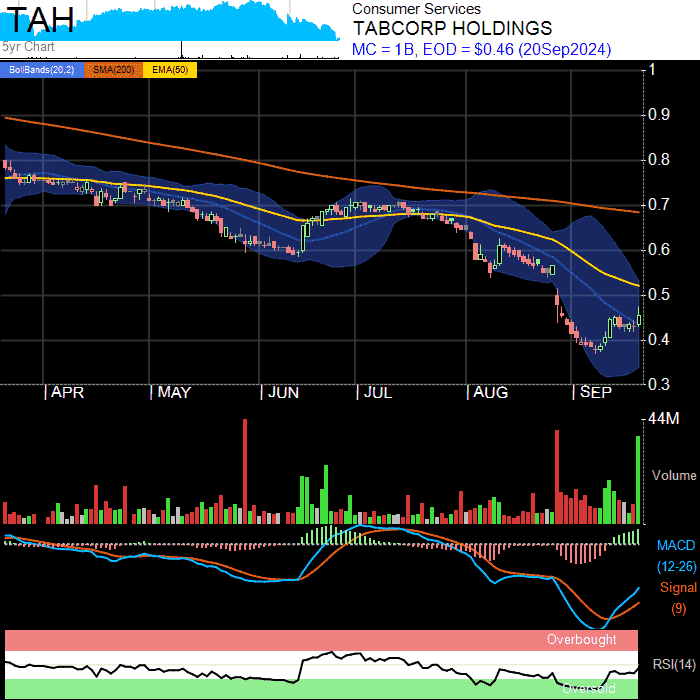 TAH
5yr Chart
Consumer Services
TABCORP HOLDINGS
MC = 1B, EOD = $0.46 (20Sep2024)
BollBands(20,2) SMA(200) EMA(50)
1
0.9
0.8
0.7
0.6
0.5
0.4
0.3
APR MAY JUN JUL AUG SEP
44M
Volume
MACD
(12-26)
Signal
(9)
Overbought
RSI(14)
Oversold